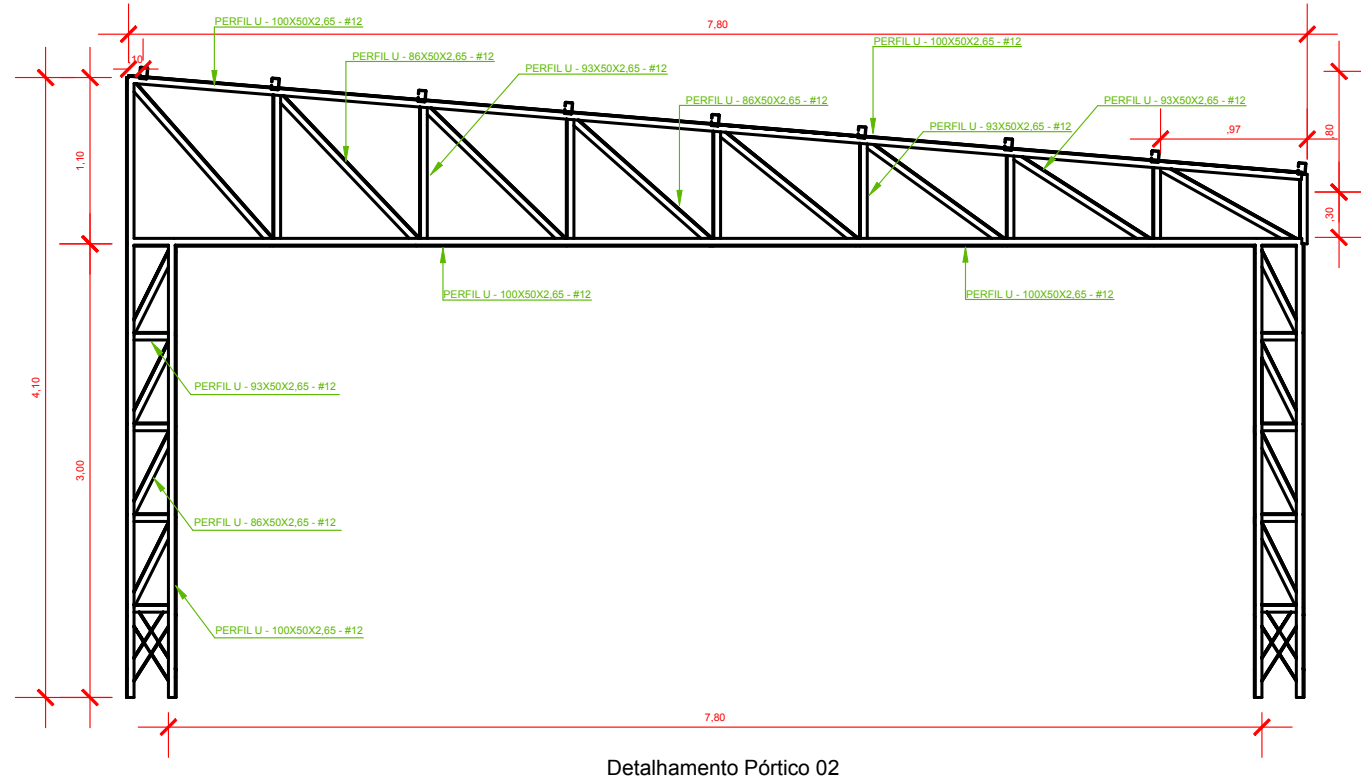 PERFIL U - 100X50X2,65 - #12
7,80
PERFIL U - 100X50X2,65 - #12
,10
PERFIL U - 86X50X2,65 - #12
PERFIL U - 93X50X2,65 - #12
PERFIL U - 86X50X2,65 - #12
PERFIL U - 93X50X2,65 - #12
PERFIL U - 93X50X2,65 - #12
,97
,80
1,10
,30
PERFIL U - 100X50X2,65 - #12
PERFIL U - 100X50X2,65 - #12
4,10
PERFIL U - 93X50X2,65 - #12
3,00
PERFIL U - 86X50X2,65 - #12
PERFIL U - 100X50X2,65 - #12
7,80
Detalhamento Pórtico 02